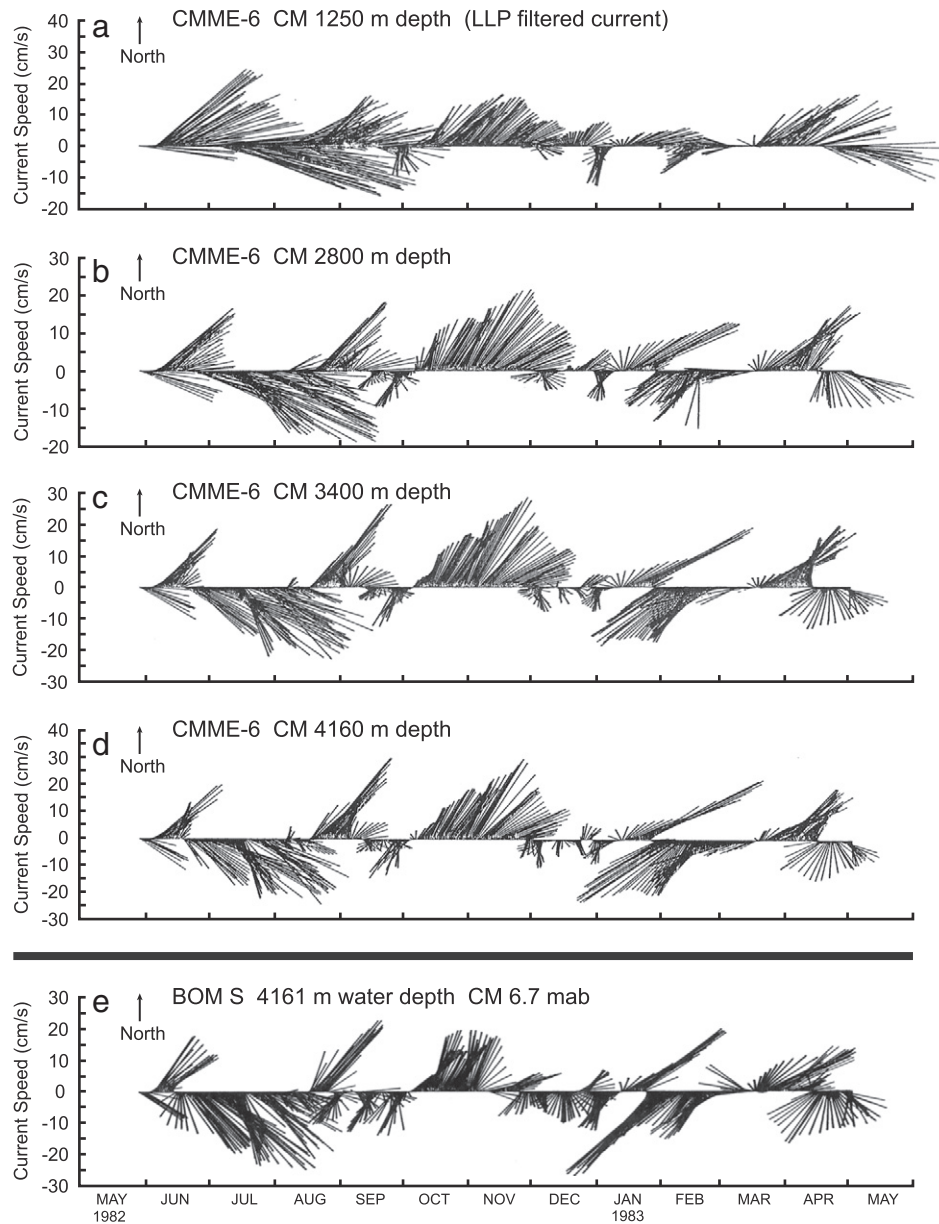 a CMME-6 CM 1250 m depth (LLP filtered current)
North
Current Speed (cm/s)
40
30
20
10
0
-10
-20
b CMME-6 CM 2800 m depth
North
Current Speed (cm/s)
30
20
10
0
-10
-20
c CMME-6 CM 3400 m depth
North
Current Speed (cm/s)
30
20
10
0
-10
-20
-30
d CMME-6 CM 4160 m depth
North
Current Speed (cm/s)
40
30
20
10
0
-10
-20
-30
e BOM S 4161 m water depth CM 6.7 mab
North
Current Speed (cm/s)
30
20
10
0
-10
-20
-30
MAY JUN JUL AUG SEP OCT NOV DEC JAN FEB MAR APR MAY
1982 1983